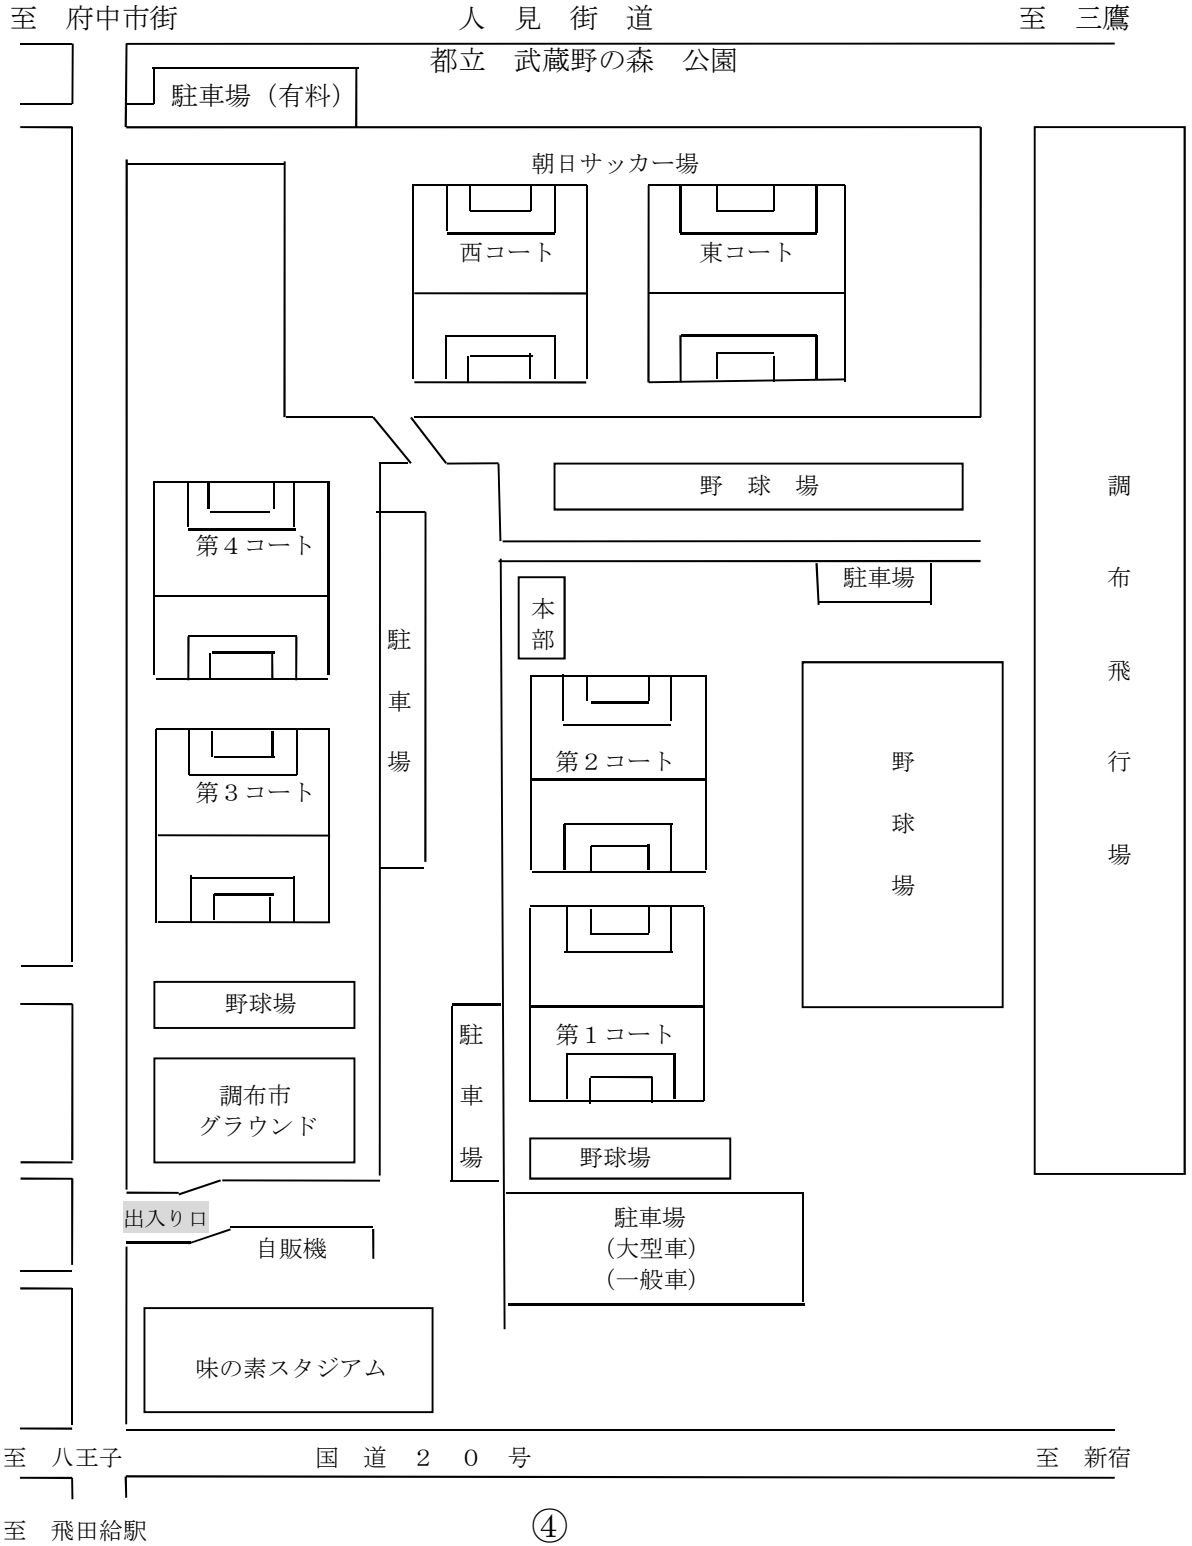 至　府中市街　人　見　街　道　至　三鷹
都立　武蔵野の森　公園
駐車場（有料）
朝日サッカー場
西コート　東コート
野　球　場
調布飛行場
第４コート
駐車場
本部
駐車場
第２コート
野球場
第３コート
野球場
駐車場
第１コート
調布市
グラウンド
野球場
出入り口
自販機
駐車場
（大型車）
（一般車）
味の素スタジアム
至　八王子　国　道　２　０　号　至　新宿
至　飛田給駅
④